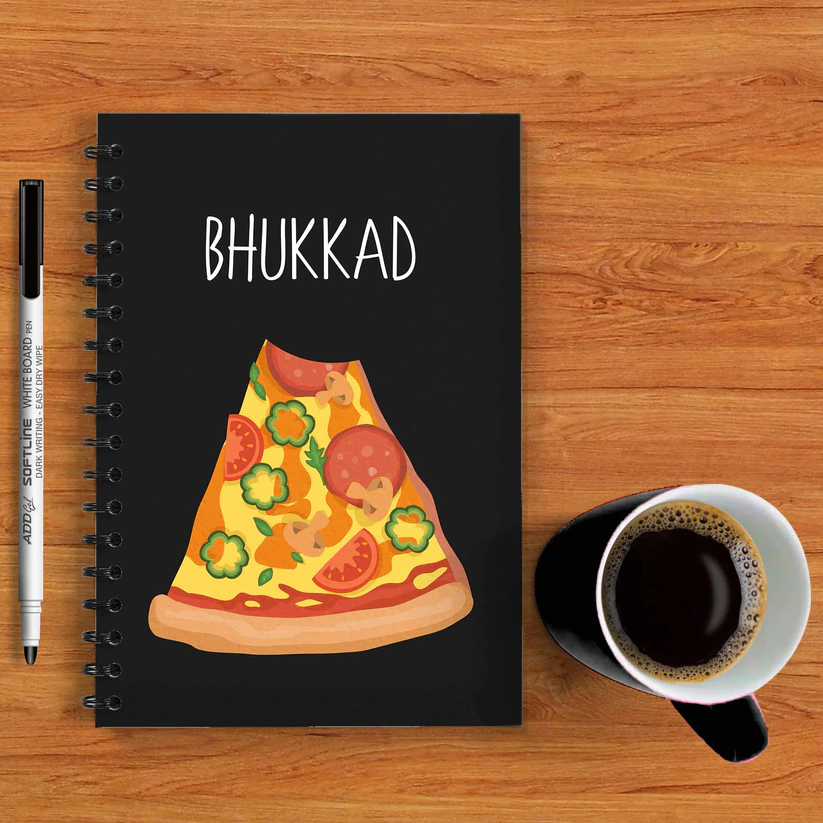 BHUKKAD
ADD Gel SOFTLINE WHITE BOARD PEN
DARK WRITING - EASY DRY WIPE